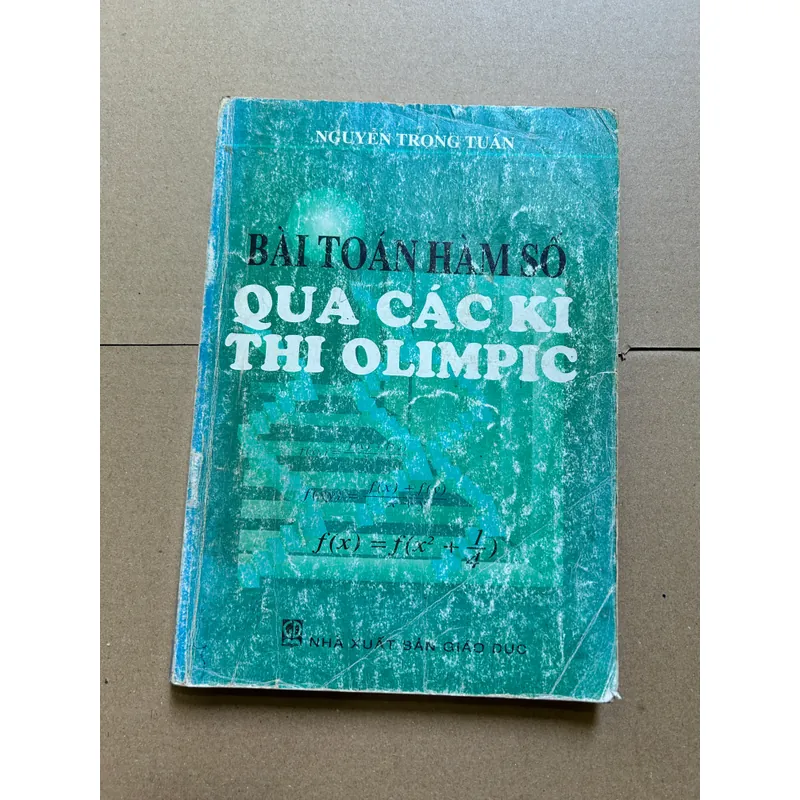 NGUYỄN TRỌNG TUẤN
BÀI TOÁN HÀM SỐ
QUA CÁC KÌ
THI OLIMPIC
f(x) = f(x² + 1/4)
NHÀ XUẤT BẢN GIÁO DỤC